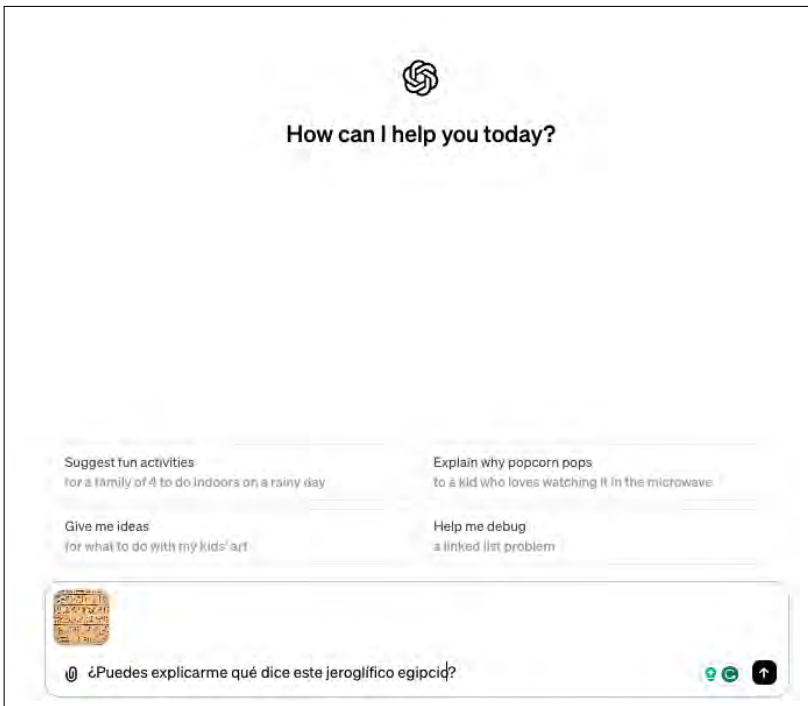 How can I help you today?
Suggest fun activities
for a family of 4 to do indoors on a rainy day
Explain why popcorn pops
to a kid who loves watching it in the microwave
Give me ideas
for what to do with my kids' art
Help me debug
a linked list problem
¿Puedes explicarme qué dice este jeroglífico egipcio?